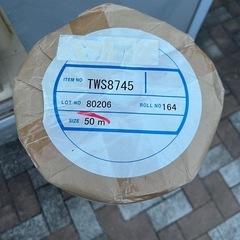 ITEM NO TWS8745
LOT NO 80206 ROLL NO 164
SIZE 50 m